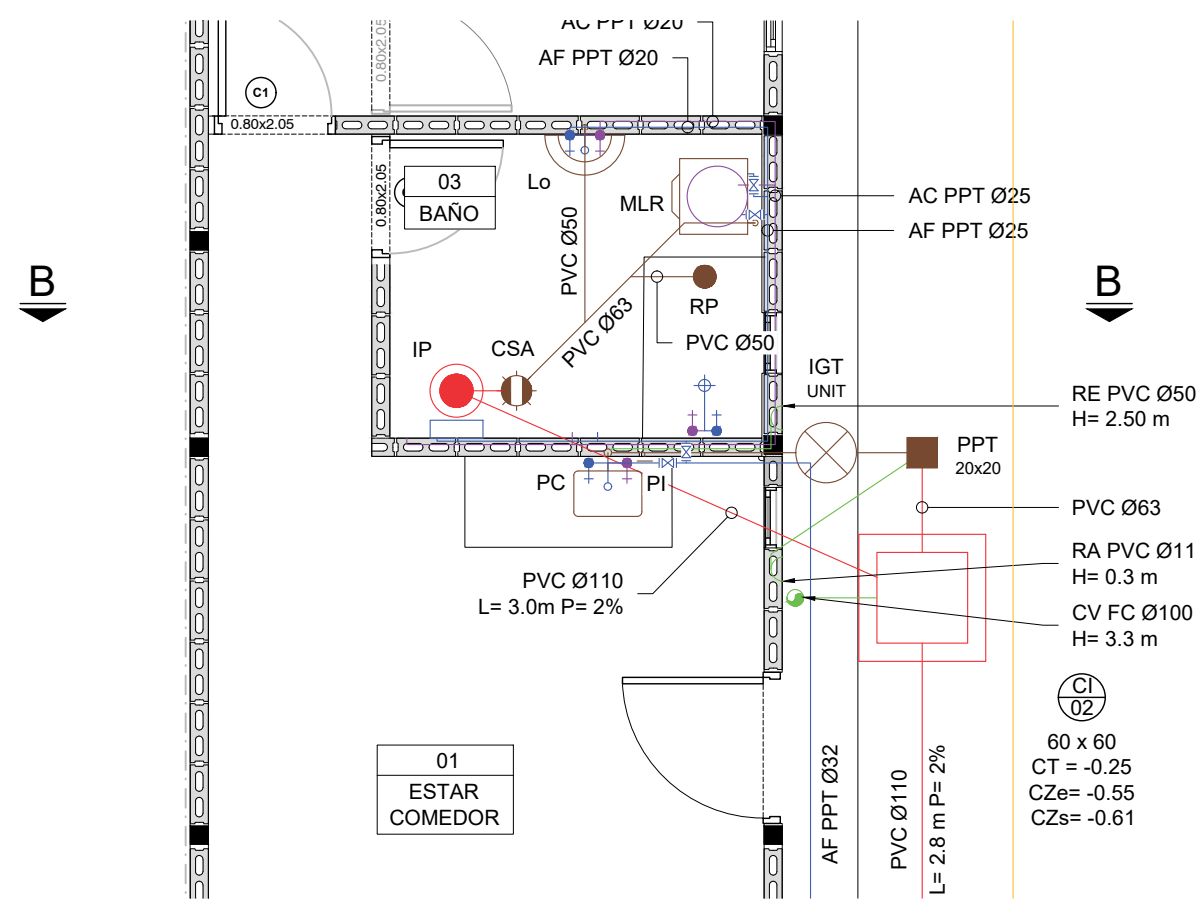 AC PPT Ø20
AF PPT Ø20
0.80x2.05
C1
0.80x2.05
0.80x2.05
03
BAÑO
Lo
MLR
AC PPT Ø25
AF PPT Ø25
PVC Ø50
PVC Ø63
RP
PVC Ø50
B
B
IP
CSA
IGT
UNIT
RE PVC Ø50
H= 2.50 m
PPT
20x20
PC
PI
PVC Ø63
PVC Ø110
L= 3.0m P= 2%
RA PVC Ø11
H= 0.3 m
CV FC Ø100
H= 3.3 m
CI
02
60 x 60
CT = -0.25
CZe= -0.55
CZs= -0.61
01
ESTAR
COMEDOR
AF PPT Ø32
PVC Ø110
L= 2.8 m P= 2%